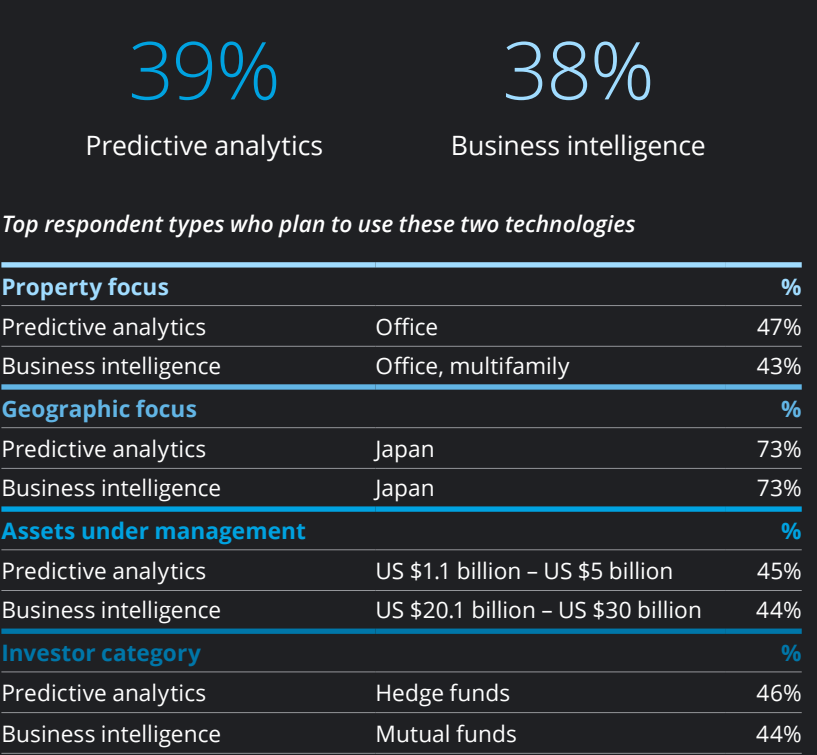 39% 38%
Predictive analytics Business intelligence
Top respondent types who plan to use these two technologies
Property focus %
Predictive analytics Office 47%
Business intelligence Office, multifamily 43%
Geographic focus %
Predictive analytics Japan 73%
Business intelligence Japan 73%
Assets under management %
Predictive analytics US $1.1 billion – US $5 billion 45%
Business intelligence US $20.1 billion – US $30 billion 44%
Investor category %
Predictive analytics Hedge funds 46%
Business intelligence Mutual funds 44%